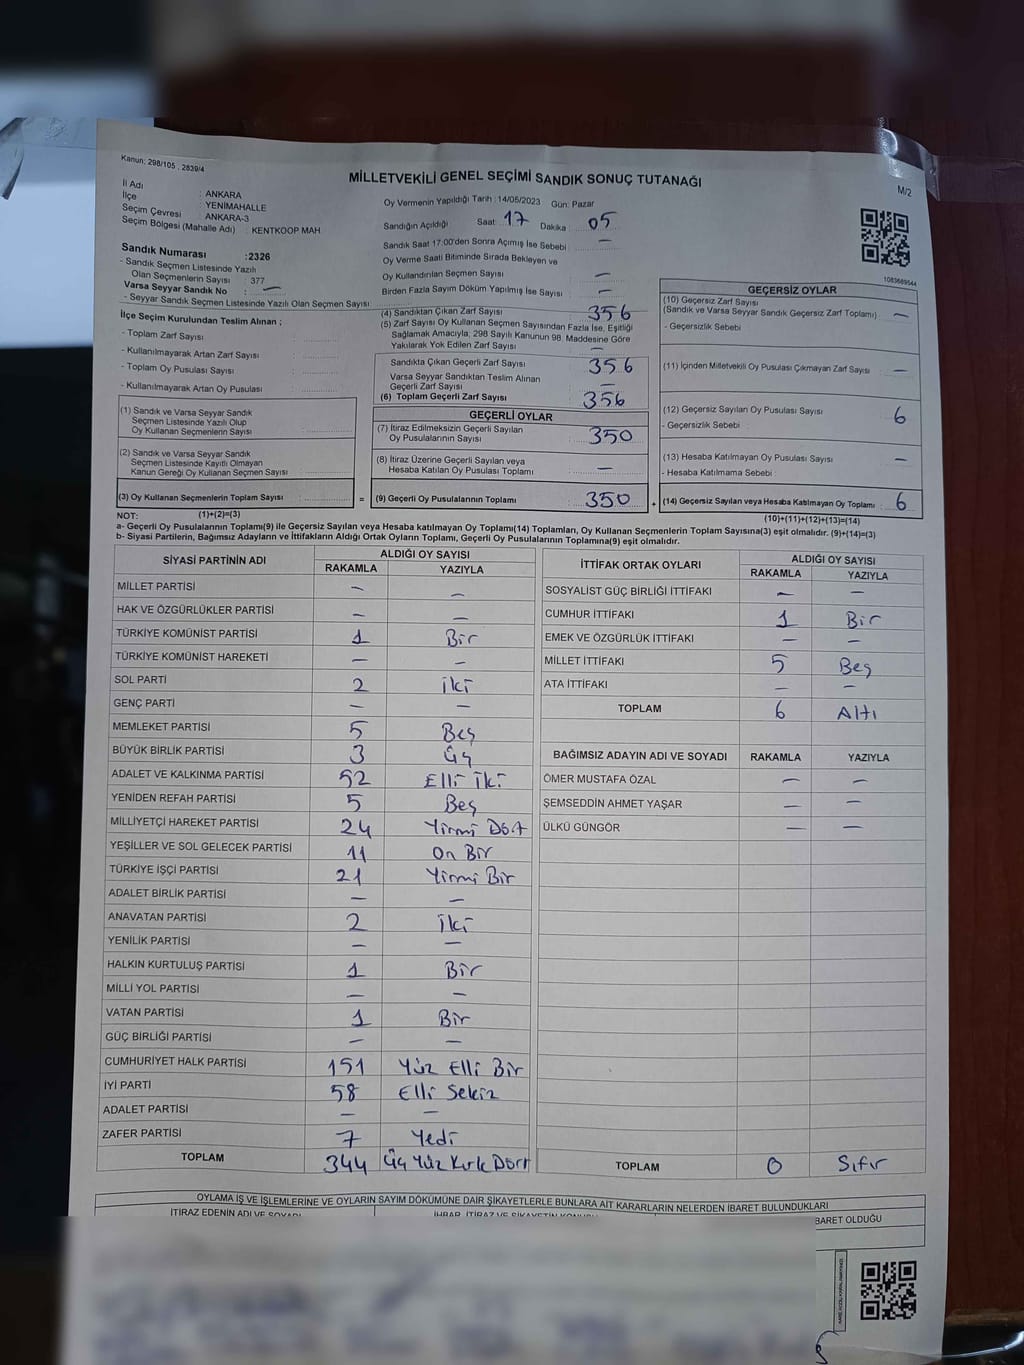 Kanun: 298/105 , 2839/4
MİLLETVEKİLİ GENEL SEÇİMİ SANDIK SONUÇ TUTANAĞI
M/2
İl Adı : ANKARA
İlçe : YENİMAHALLE
Seçim Çevresi : ANKARA-3
Seçim Bölgesi (Mahalle Adı) : KENTKOOP MAH
Sandık Numarası :2326
- Sandık Seçmen Listesinde Yazılı
Olan Seçmenlerin Sayısı : 377
Varsa Seyyar Sandık No —
- Seyyar Sandık Seçmen Listesinde Yazılı Olan Seçmen Sayısı:
Oy Vermenin Yapıldığı Tarih :14/05/2023 Gün: Pazar
Sandığın Açıldığı Saat: 17 Dakika : 05
Sandık Saat 17:00'den Sonra Açımış İse Sebebi: —
Oy Verme Saati Bitiminde Sırada Bekleyen ve
Oy Kullandırılan Seçmen Sayısı —
Birden Fazla Sayım Döküm Yapılmış İse Sayısı —
1083689544
İlçe Seçim Kurulundan Teslim Alınan ;
- Toplam Zarf Sayısı :
- Kullanılmayarak Artan Zarf Sayısı :
- Toplam Oy Pusulası Sayısı :
- Kullanılmayarak Artan Oy Pusulası :
(4) Sandıktan Çıkan Zarf Sayısı 356
(5) Zarf Sayısı Oy Kullanan Seçmen Sayısından Fazla İse, Eşitliği
Sağlamak Amacıyla, 298 Sayılı Kanunun 98. Maddesine Göre
Yakılarak Yok Edilen Zarf Sayısı —
Sandıkta Çıkan Geçerli Zarf Sayısı 356
Varsa Seyyar Sandıktan Teslim Alınan
Geçerli Zarf Sayısı —
(6) Toplam Geçerli Zarf Sayısı 356
GEÇERSİZ OYLAR
(10) Geçersiz Zarf Sayısı
(Sandık ve Varsa Seyyar Sandık Geçersiz Zarf Toplamı) : —
- Geçersizlik Sebebi :
(11) İçinden Milletvekili Oy Pusulası Çıkmayan Zarf Sayısı —
(12) Geçersiz Sayılan Oy Pusulası Sayısı 6
- Geçersizlik Sebebi :
(13) Hesaba Katılmayan Oy Pusulası Sayısı —
- Hesaba Katılmama Sebebi :
(14) Geçersiz Sayılan veya Hesaba Katılmayan Oy Toplamı : 6
(10)+(11)+(12)+(13)=(14)
(1) Sandık ve Varsa Seyyar Sandık
Seçmen Listesinde Yazılı Olup
Oy Kullanan Seçmenlerin Sayısı
(2) Sandık ve Varsa Seyyar Sandık
Seçmen Listesinde Kayıtlı Olmayan
Kanun Gereği Oy Kullanan Seçmen Sayısı
(3) Oy Kullanan Seçmenlerin Toplam Sayısı : =
(1)+(2)=(3)
GEÇERLİ OYLAR
(7) İtiraz Edilmeksizin Geçerli Sayılan
Oy Pusulalarının Sayısı 350
(8) İtiraz Üzerine Geçerli Sayılan veya
Hesaba Katılan Oy Pusulası Toplamı —
(9) Geçerli Oy Pusulalarının Toplamı 350 +
NOT:
a- Geçerli Oy Pusulalarının Toplamı(9) ile Geçersiz Sayılan veya Hesaba katılmayan Oy Toplamı(14) Toplamları, Oy Kullanan Seçmenlerin Toplam Sayısına(3) eşit olmalıdır. (9)+(14)=(3)
b- Siyasi Partilerin, Bağımsız Adayların ve İttifakların Aldığı Ortak Oyların Toplamı, Geçerli Oy Pusulalarının Toplamına(9) eşit olmalıdır.
SİYASİ PARTİNİN ADI ALDIĞI OY SAYISI
RAKAMLA YAZIYLA
MİLLET PARTİSİ — —
HAK VE ÖZGÜRLÜKLER PARTİSİ — —
TÜRKİYE KOMÜNİST PARTİSİ 1 Bir
TÜRKİYE KOMÜNİST HAREKETİ — —
SOL PARTİ 2 İki
GENÇ PARTİ — —
MEMLEKET PARTİSİ 5 Beş
BÜYÜK BİRLİK PARTİSİ 3 Üç
ADALET VE KALKINMA PARTİSİ 52 Elli İki
YENİDEN REFAH PARTİSİ 5 Beş
MİLLİYETÇİ HAREKET PARTİSİ 24 Yirmi Dört
YEŞİLLER VE SOL GELECEK PARTİSİ 11 On Bir
TÜRKİYE İŞÇİ PARTİSİ 21 Yirmi Bir
ADALET BİRLİK PARTİSİ — —
ANAVATAN PARTİSİ 2 İki
YENİLİK PARTİSİ — —
HALKIN KURTULUŞ PARTİSİ 1 Bir
MİLLİ YOL PARTİSİ — —
VATAN PARTİSİ 1 Bir
GÜÇ BİRLİĞİ PARTİSİ — —
CUMHURİYET HALK PARTİSİ 151 Yüz Elli Bir
İYİ PARTİ 58 Elli Sekiz
ADALET PARTİSİ — —
ZAFER PARTİSİ 7 Yedi
TOPLAM 344 Üç Yüz Kırk Dört
İTTİFAK ORTAK OYLARI ALDIĞI OY SAYISI
RAKAMLA YAZIYLA
SOSYALİST GÜÇ BİRLİĞİ İTTİFAKI — —
CUMHUR İTTİFAKI 1 Bir
EMEK VE ÖZGÜRLÜK İTTİFAKI — —
MİLLET İTTİFAKI 5 Beş
ATA İTTİFAKI — —
TOPLAM 6 Altı
BAĞIMSIZ ADAYIN ADI VE SOYADI RAKAMLA YAZIYLA
ÖMER MUSTAFA ÖZAL — —
ŞEMSEDDİN AHMET YAŞAR — —
ÜLKÜ GÜNGÖR — —
TOPLAM 0 Sıfır
OYLAMA İŞ VE İŞLEMLERİNE VE OYLARIN SAYIM DÖKÜMÜNE DAİR ŞİKAYETLERLE BUNLARA AİT KARARLARIN NELERDEN İBARET BULUNDUKLARI
İTİRAZ EDENİN ADI VE SOYADI İHBAR, İTİRAZ VE ŞİKAYETİN KONUSU BARET OLDUĞU